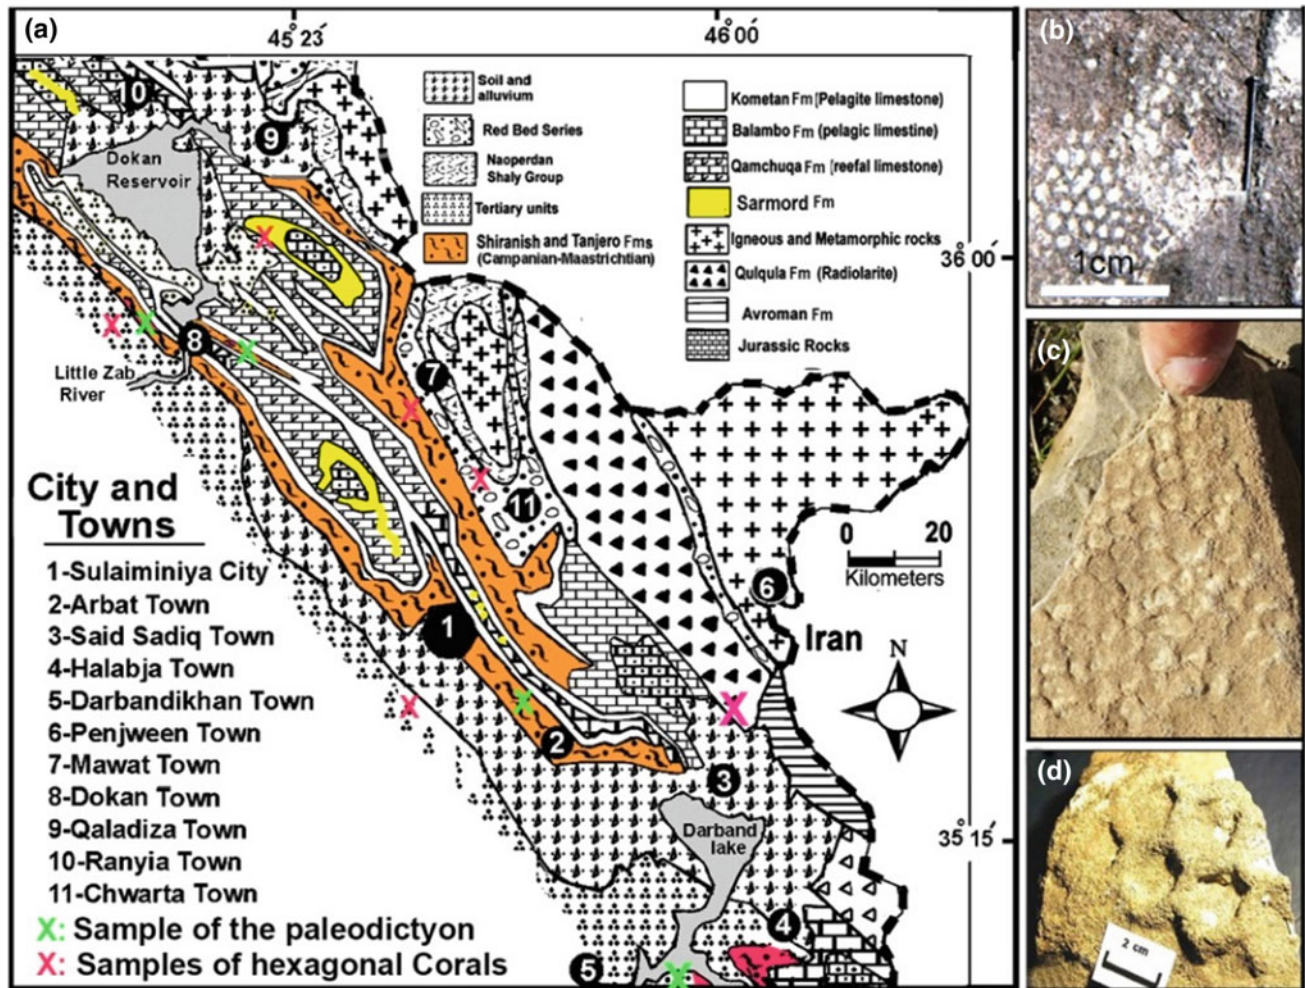 (a)
45°23
46°00
Soil and
alluvium
Red Bed Series
Naoperdan
Shaly Group
Tertiary units
Shiranish and Tanjero Fms
(Campanian-Maastrichtian)
Kometan Fm (Pelagite limestone)
Balambo Fm (pelagic limestine)
Qamchuqa Fm (reefal limestone)
Sarmord Fm
Igneous and Metamorphic rocks
Qulqula Fm (Radiolarite)
Avroman Fm
Jurassic Rocks
36°00
35°15
10
9
Dokan
Reservoir
8
Little Zab
River
7
11
6
0 20
Kilometers
Iran
N
1
2
3
Darband
lake
4
5
City and
Towns
1-Sulaiminiya City
2-Arbat Town
3-Said Sadiq Town
4-Halabja Town
5-Darbandikhan Town
6-Penjween Town
7-Mawat Town
8-Dokan Town
9-Qaladiza Town
10-Ranyia Town
11-Chwarta Town
X: Sample of the paleodictyon
X: Samples of hexagonal Corals
(b)
1cm
(c)
(d)
2 cm